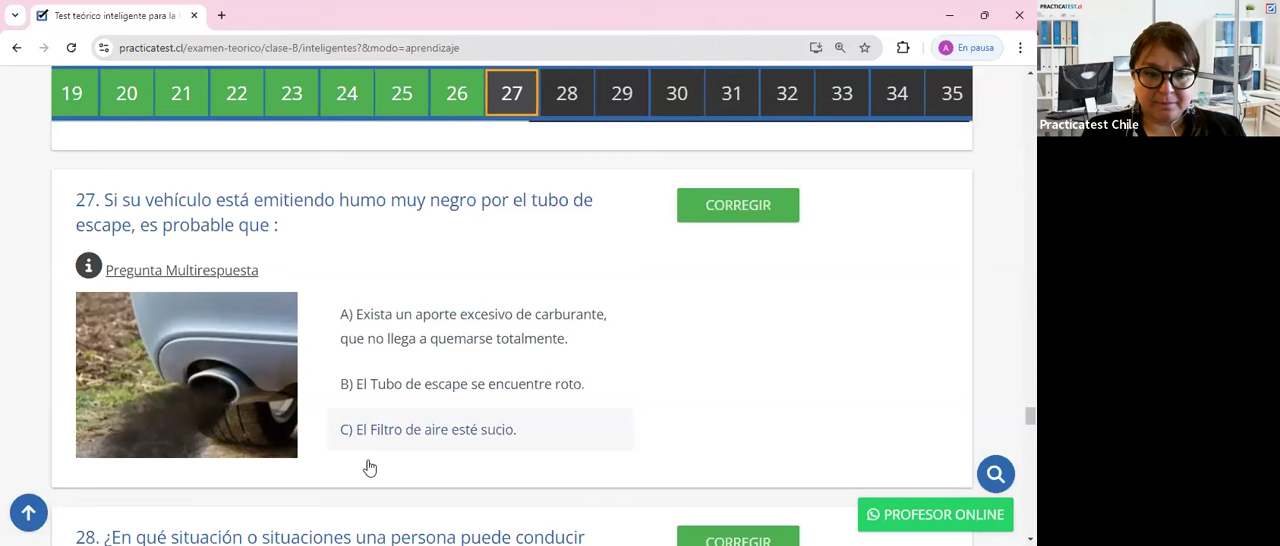 Test teórico inteligente para la
practicatest.cl/examen-teorico/clase-B/inteligentes?&modo=aprendizaje
A
En pausa
PRACTICATEST.cl
Practicatest Chile
19 20 21 22 23 24 25 26 27 28 29 30 31 32 33 34 35
27. Si su vehículo está emitiendo humo muy negro por el tubo de
escape, es probable que :
CORREGIR
Pregunta Multirespuesta
A) Exista un aporte excesivo de carburante,
que no llega a quemarse totalmente.
B) El Tubo de escape se encuentre roto.
C) El Filtro de aire esté sucio.
PROFESOR ONLINE
28. ¿En qué situación o situaciones una persona puede conducir
CORREGIR